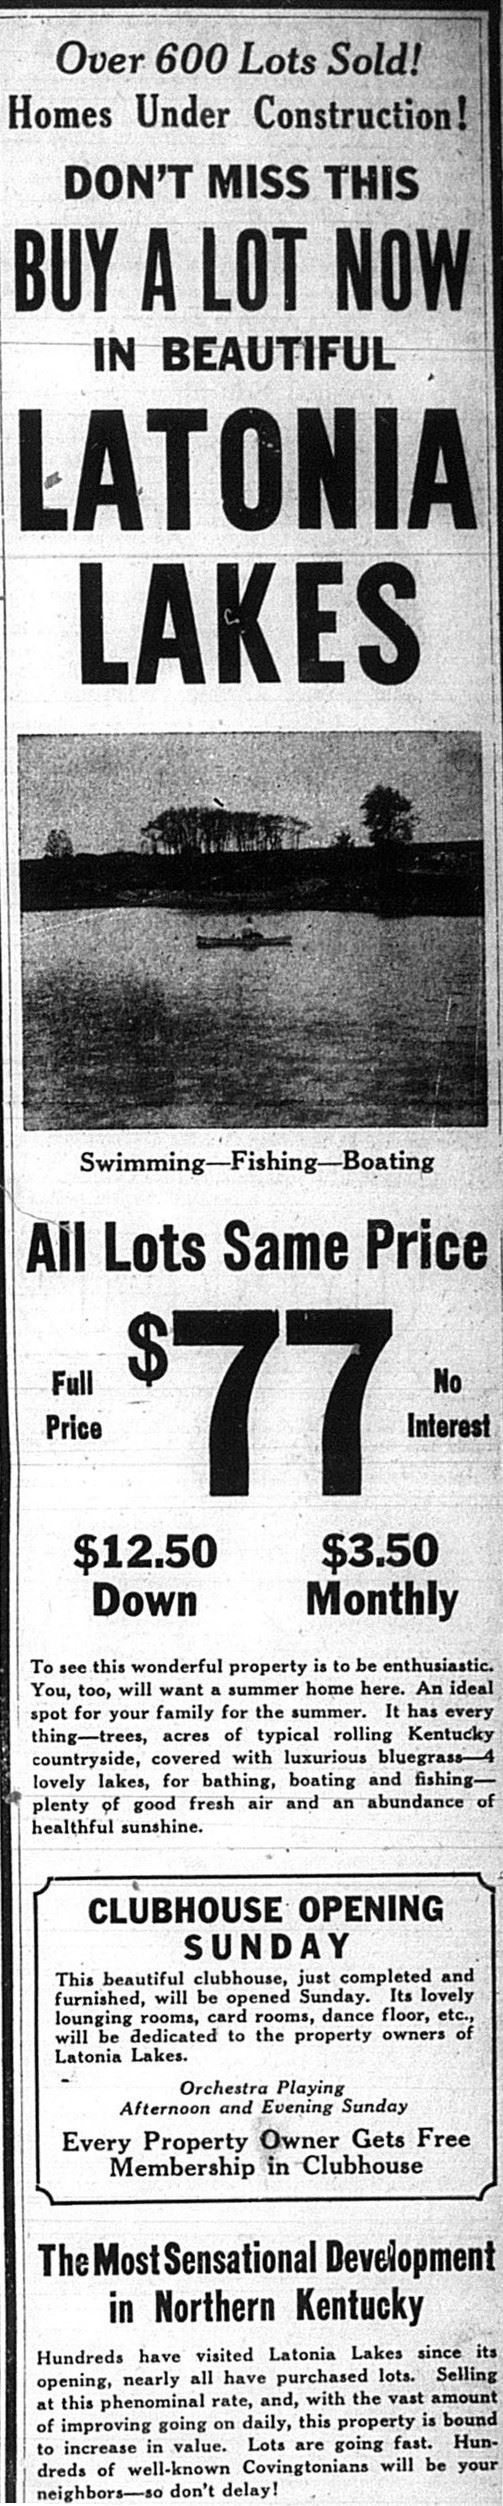 Over 600 Lots Sold!
Homes Under Construction!
DON'T MISS THIS
BUY A LOT NOW
IN BEAUTIFUL
LATONIA
LAKES
Swimming—Fishing—Boating
All Lots Same Price
Full Price $77 No Interest
$12.50 Down
$3.50 Monthly
To see this wonderful property is to be enthusiastic.
You, too, will want a summer home here. An ideal
spot for your family for the summer. It has every
thing—trees, acres of typical rolling Kentucky
countryside, covered with luxurious bluegrass—4
lovely lakes, for bathing, boating and fishing—
plenty of good fresh air and an abundance of
healthful sunshine.
CLUBHOUSE OPENING
SUNDAY
This beautiful clubhouse, just completed and
furnished, will be opened Sunday. Its lovely
lounging rooms, card rooms, dance floor, etc.,
will be dedicated to the property owners of
Latonia Lakes.
Orchestra Playing
Afternoon and Evening Sunday
Every Property Owner Gets Free
Membership in Clubhouse
The Most Sensational Development
in Northern Kentucky
Hundreds have visited Latonia Lakes since its
opening, nearly all have purchased lots. Selling
at this phenominal rate, and, with the vast amount
of improving going on daily, this property is bound
to increase in value. Lots are going fast. Hun-
dreds of well-known Covingtonians will be your
neighbors—so don't delay!